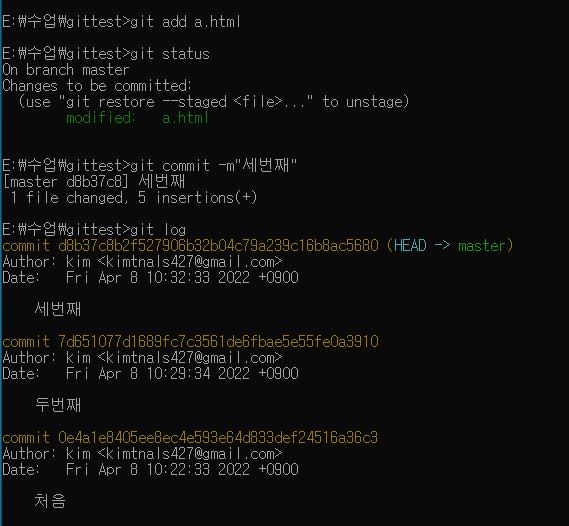 E:₩수업₩gittest>git add a.html
E:₩수업₩gittest>git status
On branch master
Changes to be committed:
(use "git restore --staged <file>..." to unstage)
modified: a.html
E:₩수업₩gittest>git commit -m"세번째"
[master d8b37c8] 세번째
1 file changed, 5 insertions(+)
E:₩수업₩gittest>git log
commit d8b37c8b2f527906b32b04c79a239c16b8ac5680 (HEAD -> master)
Author: kim <kimtnals427@gmail.com>
Date: Fri Apr 8 10:32:33 2022 +0900
세번째
commit 7d651077d1689fc7c3561de6fbae5e55fe0a3910
Author: kim <kimtnals427@gmail.com>
Date: Fri Apr 8 10:29:34 2022 +0900
두번째
commit 0e4a1e8405ee8ec4e593e64d833def24516a36c3
Author: kim <kimtnals427@gmail.com>
Date: Fri Apr 8 10:22:33 2022 +0900
처음